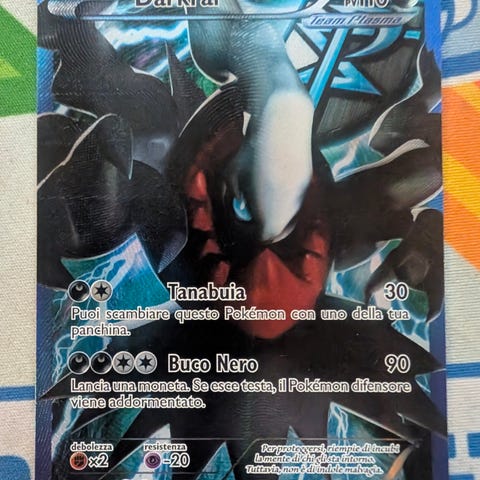 Darkrai
Team Plasma
Tanabuia 30
Puoi scambiare questo Pokémon con uno della tua
panchina.
Buco Nero 90
Lancia una moneta. Se esce testa, il Pokémon difensore
viene addormentato.
debolezza resistenza
×2 -20
Per proteggersi, riempie di incubi
la mente di chi gli sta intorno.
Tuttavia, non è di indole malvagia.